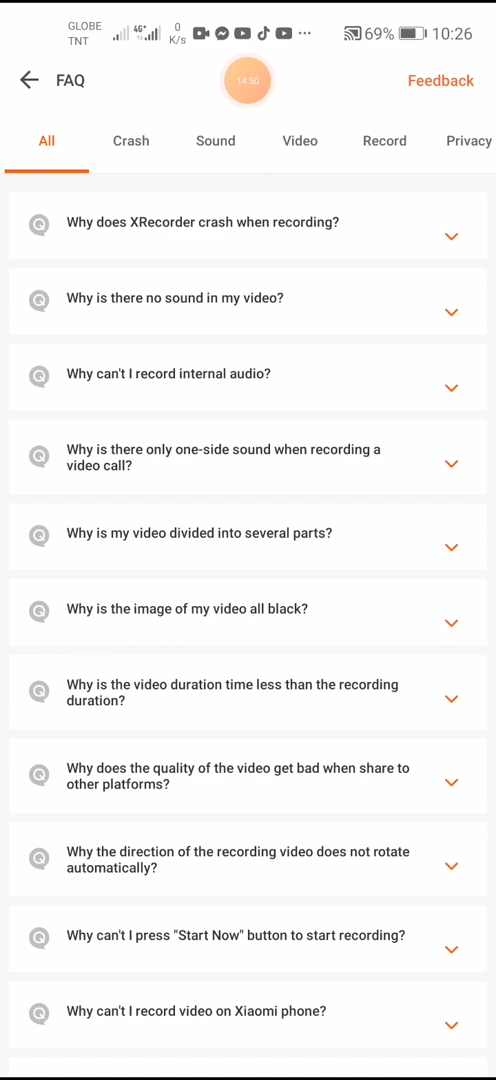 GLOBE
TNT
4G+
0
K/s
69%
10:26
FAQ
14:50
Feedback
All
Crash
Sound
Video
Record
Privacy
Why does XRecorder crash when recording?
Why is there no sound in my video?
Why can't I record internal audio?
Why is there only one-side sound when recording a
video call?
Why is my video divided into several parts?
Why is the image of my video all black?
Why is the video duration time less than the recording
duration?
Why does the quality of the video get bad when share to
other platforms?
Why the direction of the recording video does not rotate
automatically?
Why can't I press "Start Now" button to start recording?
Why can't I record video on Xiaomi phone?